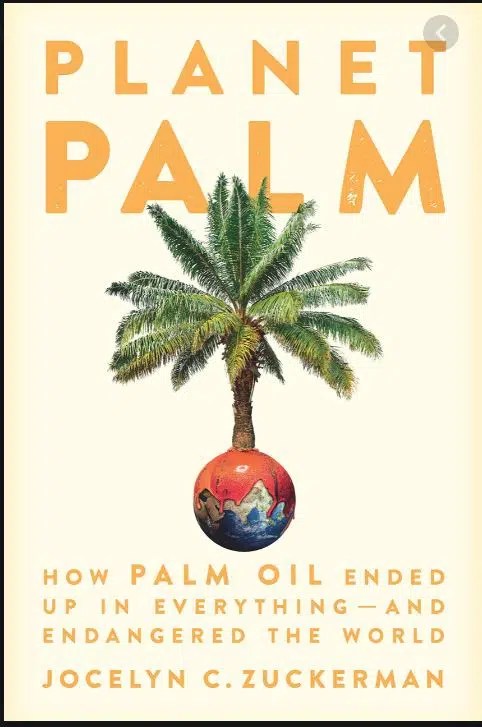 PLANET
PALM
HOW PALM OIL ENDED
UP IN EVERYTHING—AND
ENDANGERED THE WORLD
JOCELYN C. ZUCKERMAN